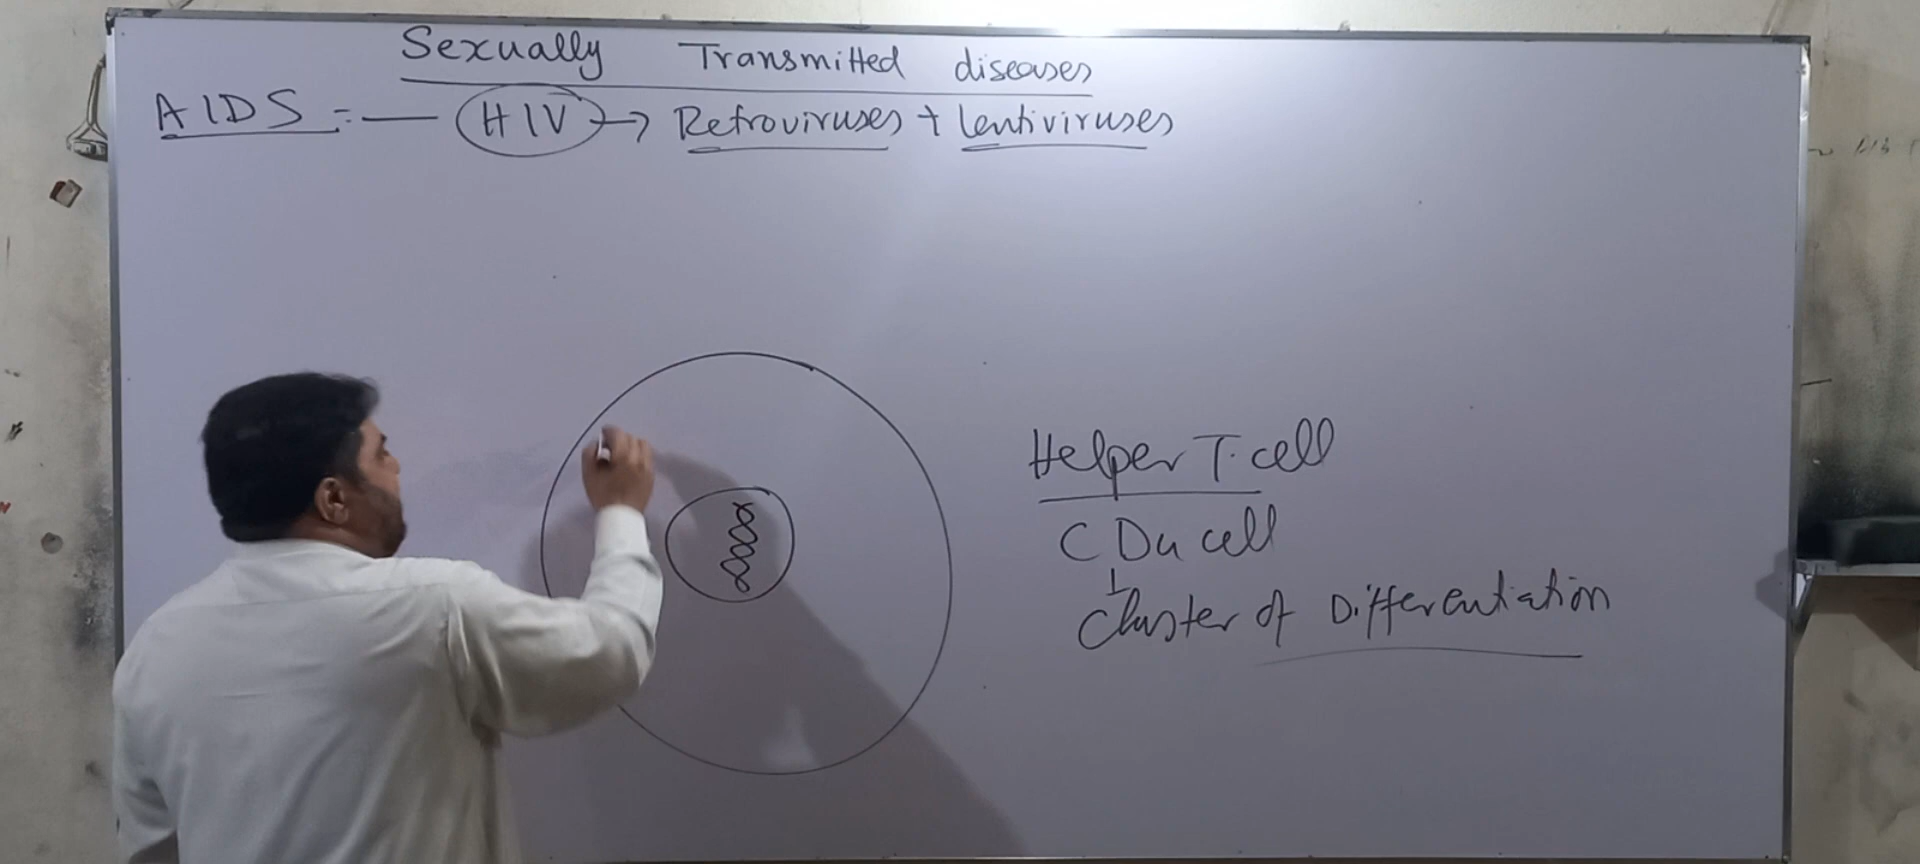 Sexually Transmitted diseases
AIDS :— HIV → Retroviruses + lentiviruses
Helper T.cell
CD4 cell
Cluster of Differentiation